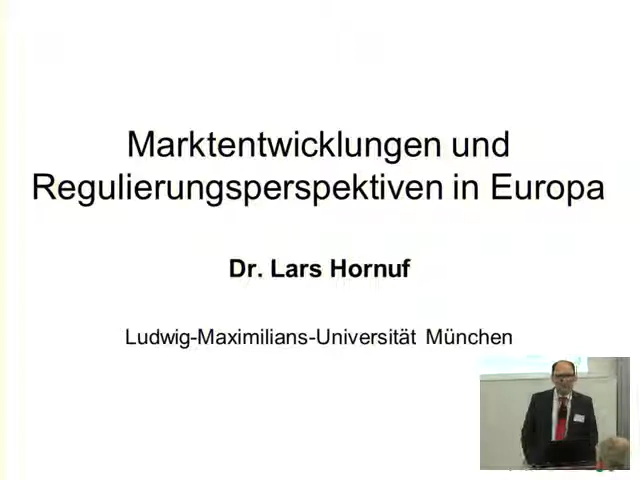 Marktentwicklungen und
Regulierungsperspektiven in Europa
Dr. Lars Hornuf
Ludwig-Maximilians-Universität München